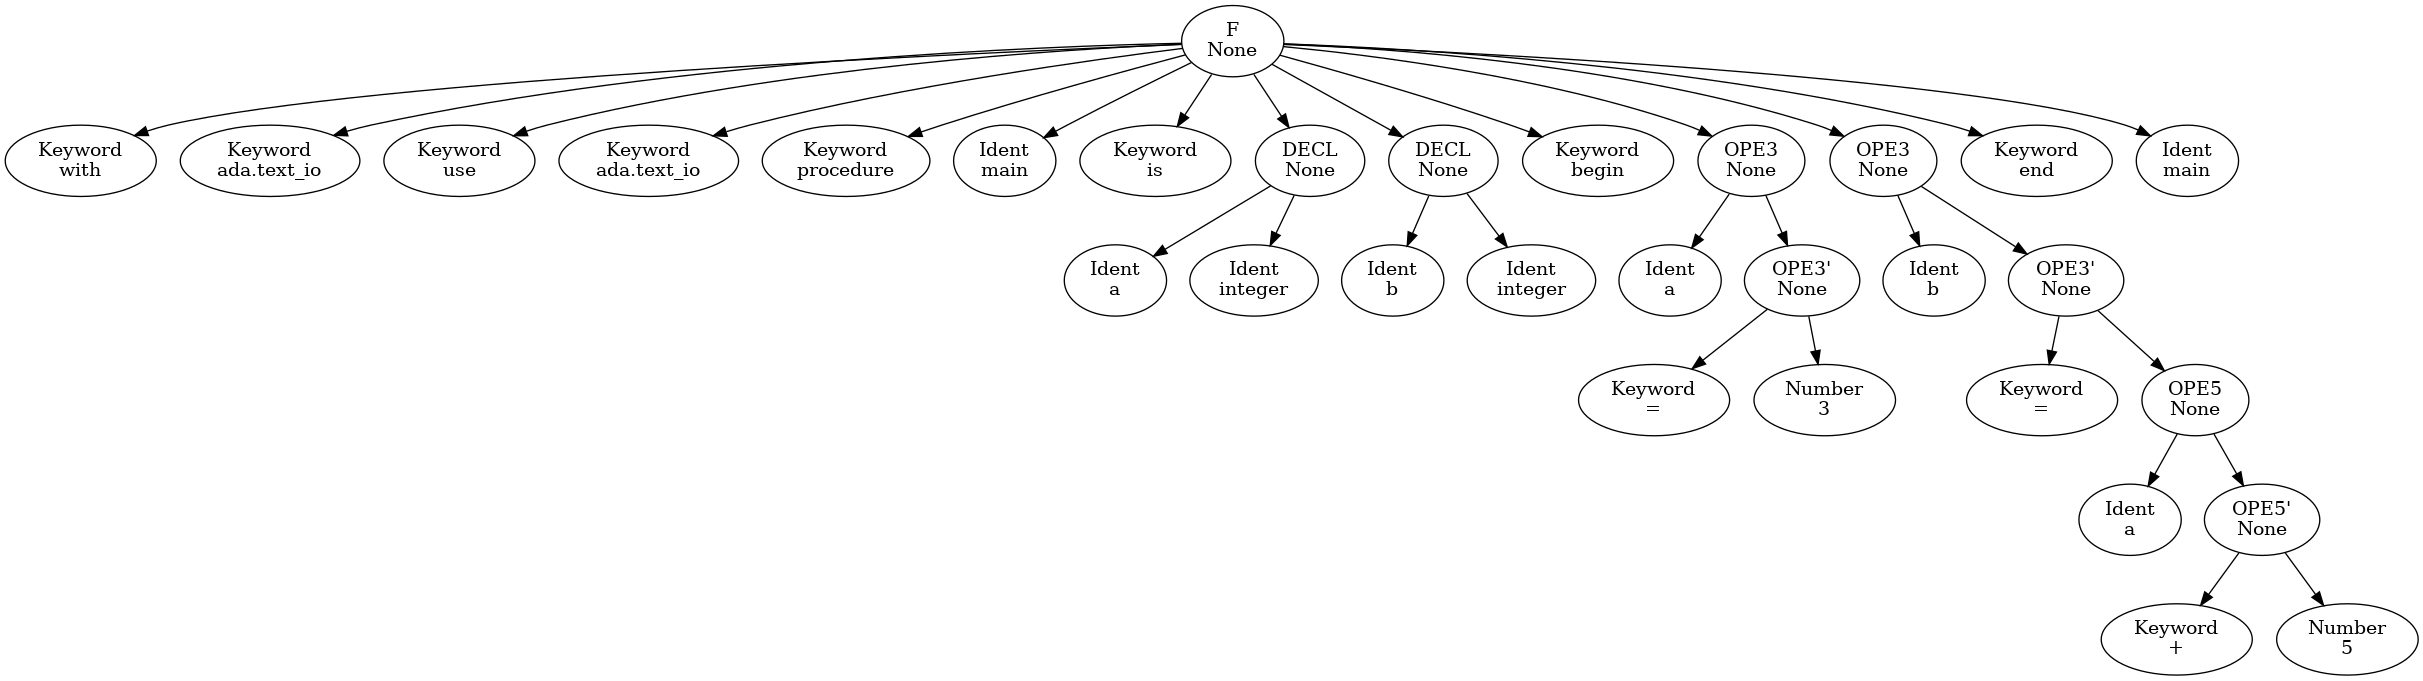 F
None
Keyword
with
Keyword
ada.text_io
Keyword
use
Keyword
ada.text_io
Keyword
procedure
Ident
main
Keyword
is
DECL
None
DECL
None
Keyword
begin
OPE3
None
OPE3
None
Keyword
end
Ident
main
Ident
a
Ident
integer
Ident
b
Ident
integer
Ident
a
OPE3'
None
Ident
b
OPE3'
None
Keyword
=
Number
3
Keyword
=
OPE5
None
Ident
a
OPE5'
None
Keyword
+
Number
5